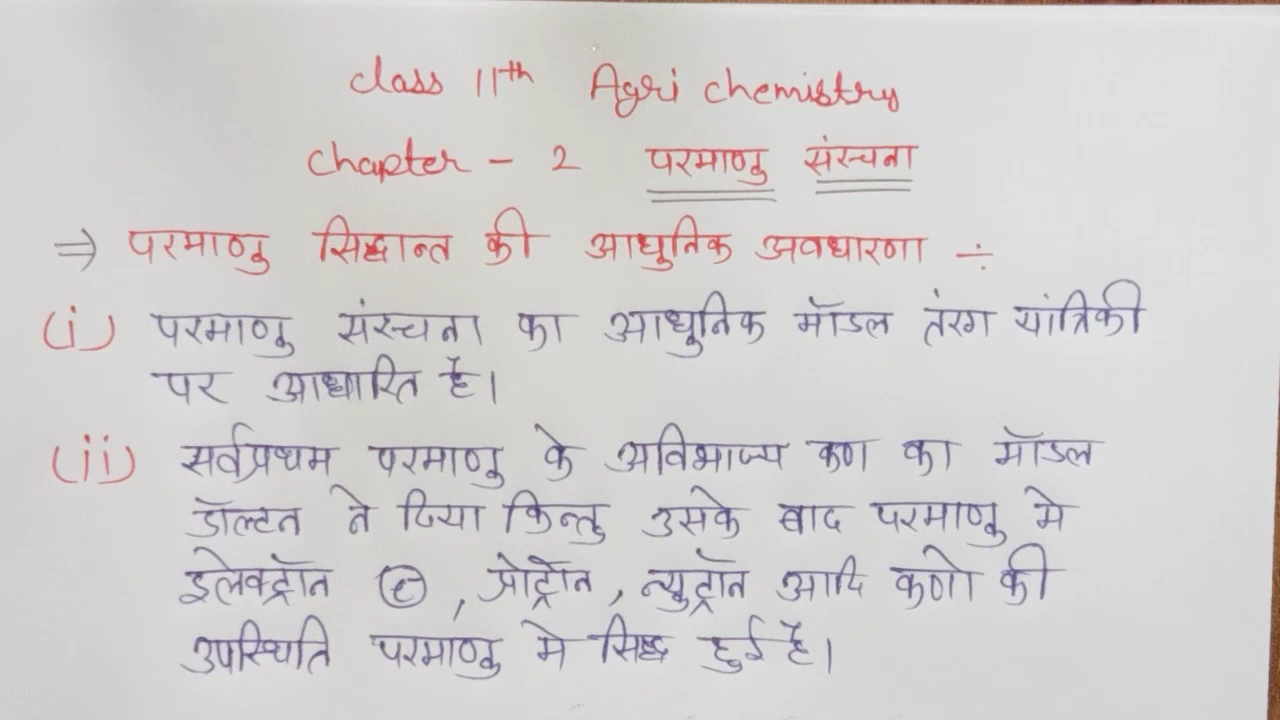 class 11th Agri chemistry
Chapter - 2 परमाणु संरचना
⇒ परमाणु सिद्धान्त की आधुनिक अवधारणा ÷
(i) परमाणु संरचना का आधुनिक मॉडल तंरग यांत्रिकी
पर आधारित है।
(ii) सर्वप्रथम परमाणु के अविभाज्य कण का मॉडल
डॉल्टन ने दिया किन्तु उसके बाद परमाणु मे
इलेक्ट्रॉन ⓔ, प्रोट्रॉन, न्युट्रॉन आदि कणो की
उपस्थिति परमाणु मे सिद्ध हुई है।